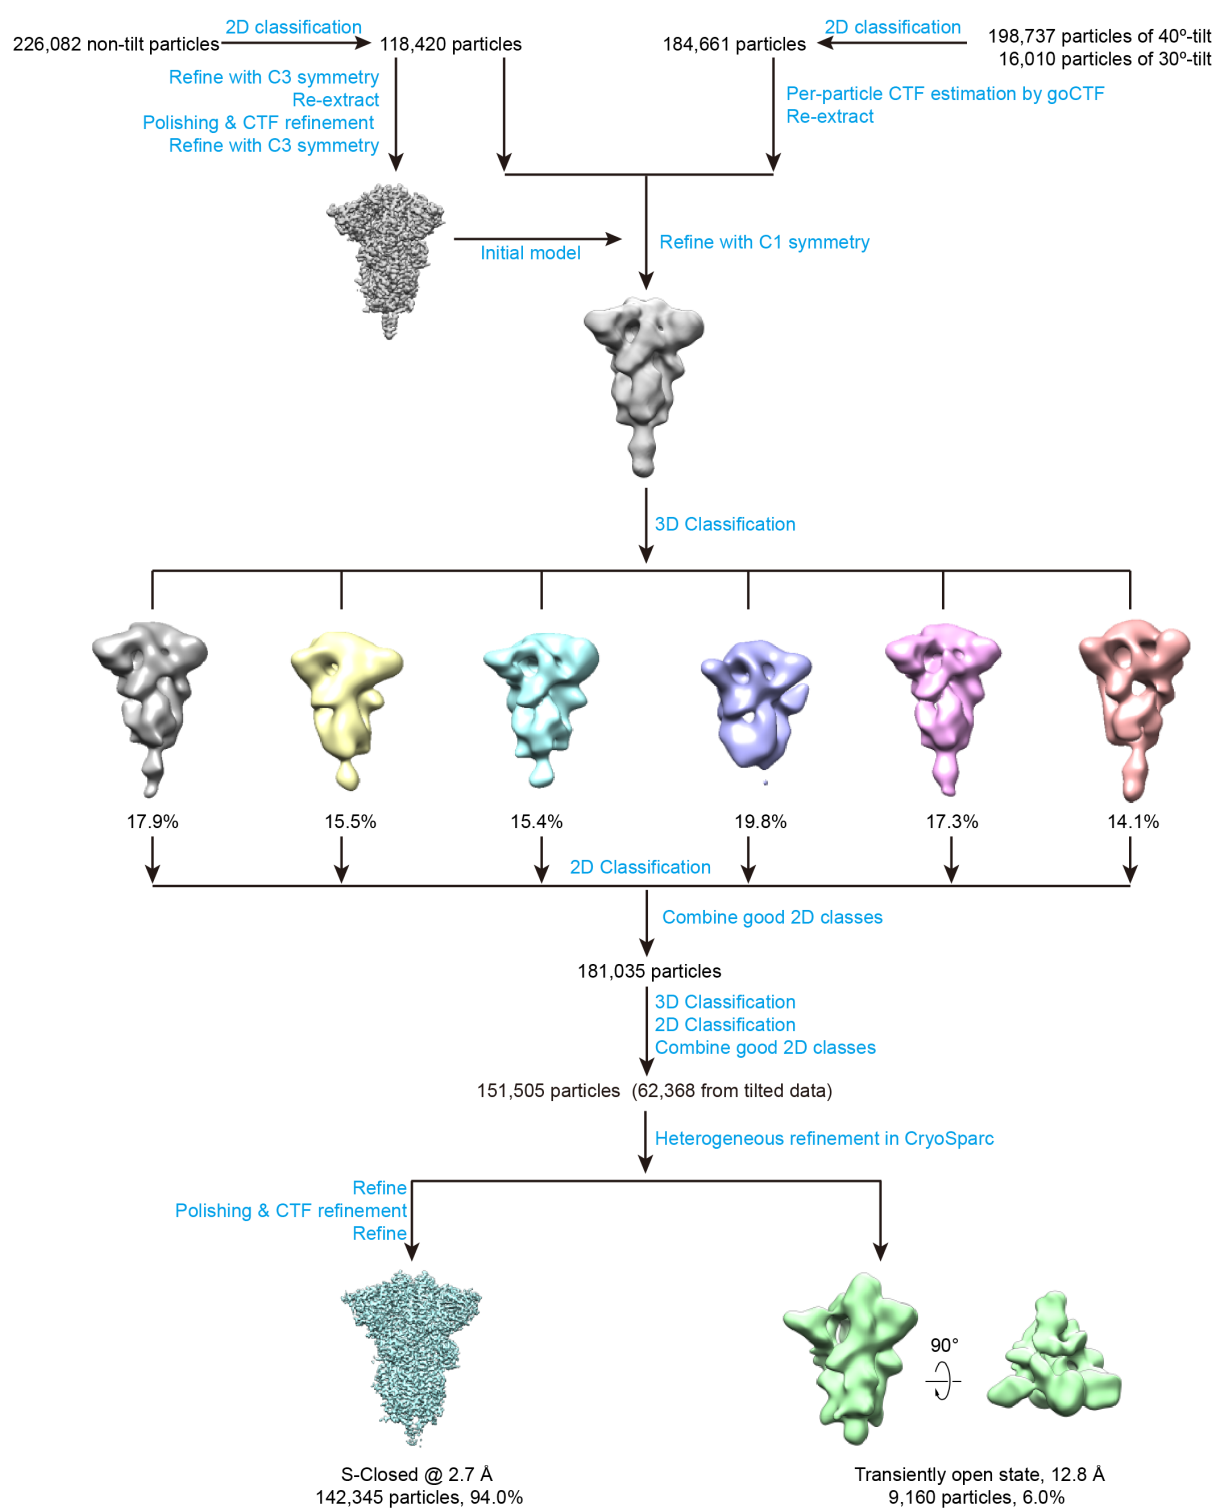 2D classification
2D classification
226,082 non-tilt particles
118,420 particles
184,661 particles
198,737 particles of 40º-tilt
16,010 particles of 30º-tilt
Refine with C3 symmetry
Re-extract
Polishing & CTF refinement
Refine with C3 symmetry
Per-particle CTF estimation by goCTF
Re-extract
Initial model
Refine with C1 symmetry
3D Classification
17.9%
15.5%
15.4%
19.8%
17.3%
14.1%
2D Classification
Combine good 2D classes
181,035 particles
3D Classification
2D Classification
Combine good 2D classes
151,505 particles (62,368 from tilted data)
Heterogeneous refinement in CryoSparc
Refine
Polishing & CTF refinement
Refine
90°
S-Closed @ 2.7 Å
142,345 particles, 94.0%
Transiently open state, 12.8 Å
9,160 particles, 6.0%